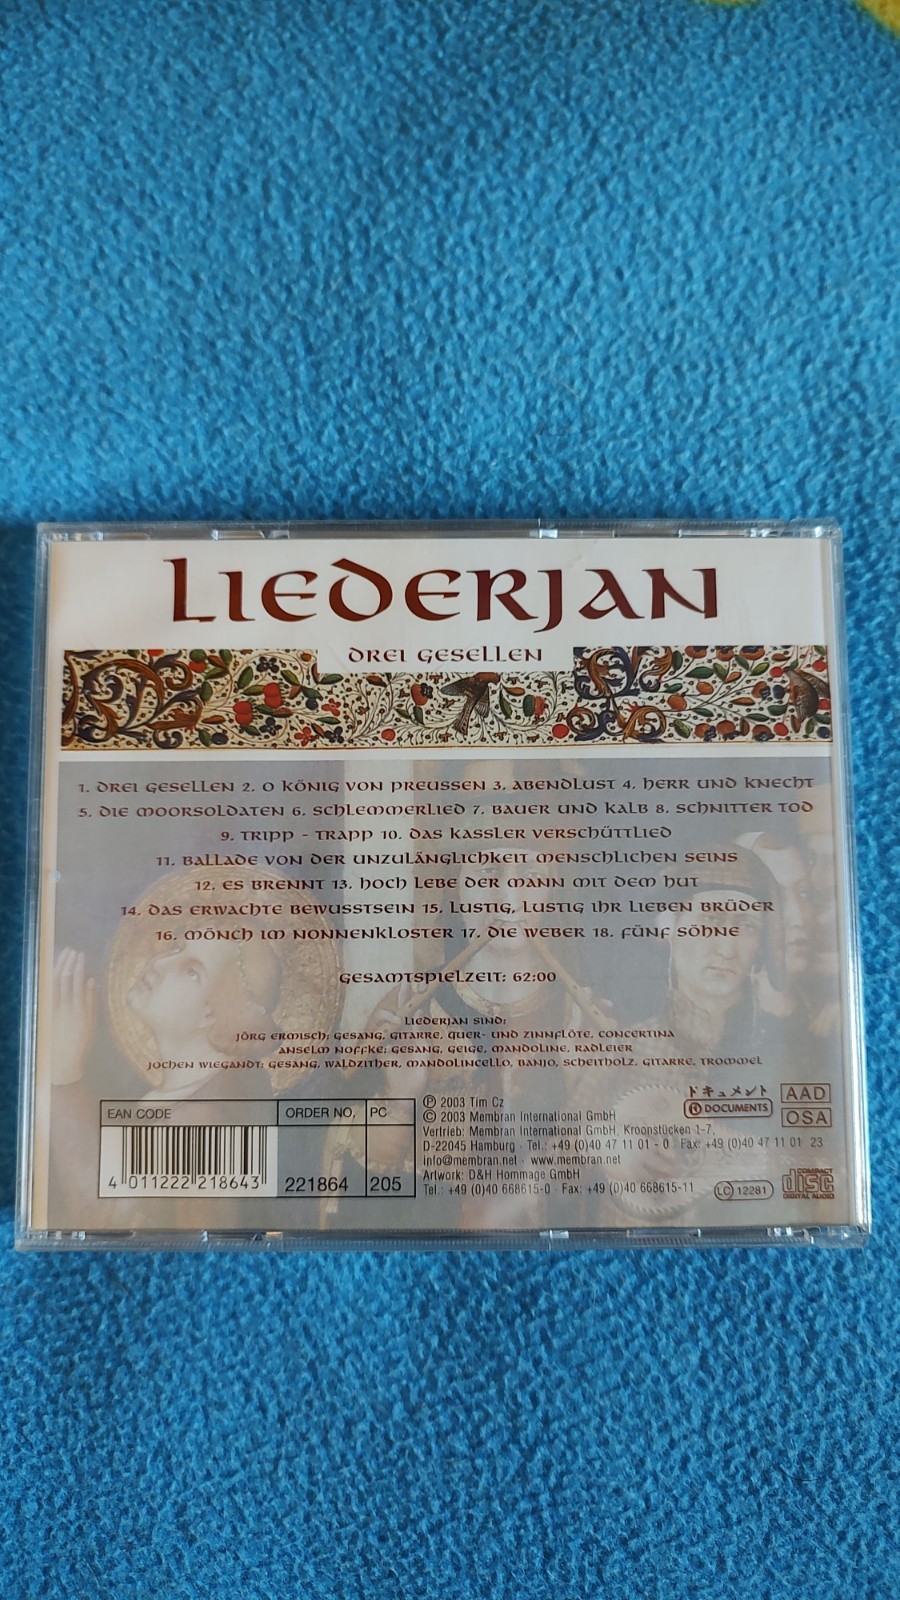 LIEDERJAN
DREI GESELLEN
1. DREI GESELLEN 2. O KÖNIG VON PREUSSEN 3. ABENDLUST 4. HERR UND KNECHT
5. DIE MOORSOLDATEN 6. SCHLEMMERLIED 7. BAUER UND KALB 8. SCHNITTER TOD
9. TRIPP - TRAPP 10. DAS KASSLER VERSCHÜTTLIED
11. BALLADE VON DER UNZULÄNGLICHKEIT MENSCHLICHEN SEINS
12. ES BRENNT 13. HOCH LEBE DER MANN MIT DEM HUT
14. DAS ERWACHTE BEWUSSTSEIN 15. LUSTIG, LUSTIG IHR LIEBEN BRÜDER
16. MÖNCH IM NONNENKLOSTER 17. DIE WEBER 18. FÜNF SÖHNE
GESAMTSPIELZEIT: 62:00
LIEDERJAN SIND:
JÖRG ERMISCH: GESANG, GITARRE, QUER- UND ZINNFLÖTE, CONCERTINA
ANSELM NOFFKE: GESANG, GEIGE, MANDOLINE, RADLEIER
JOCHEN WIEGANDT: GESANG, WALDZITHER, MANDOLINCELLO, BANJO, SCHEITHOLZ, GITARRE, TROMMEL
EAN CODE
4 011222 218643
ORDER NO.
221864
PC
205
Ⓟ 2003 Tim Cz
© 2003 Membran International GmbH
Vertrieb: Membran International GmbH, Kroonstücken 1-7,
D-22045 Hamburg · Tel.: +49 (0)40 47 11 01 - 0 Fax: +49 (0)40 47 11 01 23
info@membran.net · www.membran.net
Artwork: D&H Hommage GmbH
Tel.: +49 (0)40 668615-0 · Fax: +49 (0)40 668615-11
ドキュメント
DOCUMENTS
AAD
OSA
LC 12281
COMPACT
disc
DIGITAL AUDIO